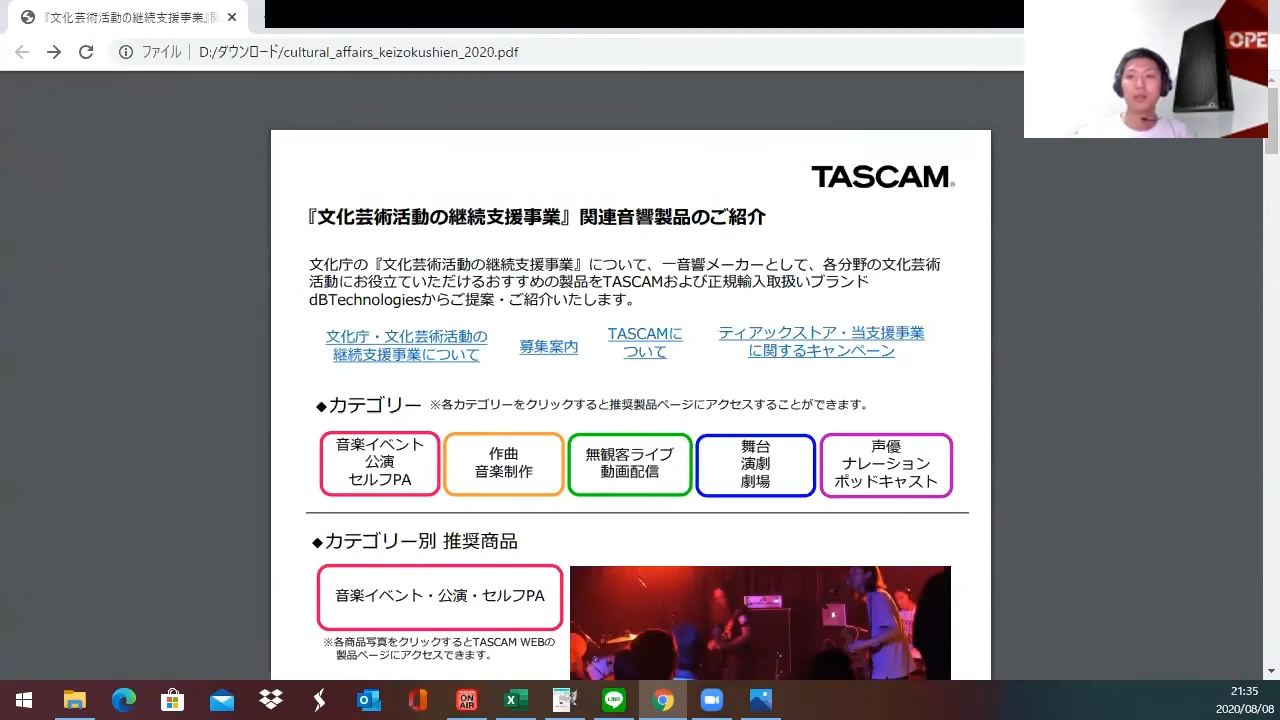 『文化芸術活動の継続支援事業』関
ファイル
D:/ダウンロード/cultural_affairs_keizokushien_2020.pdf
OPE
TASCAM
『文化芸術活動の継続支援事業』関連音響製品のご紹介
文化庁の『文化芸術活動の継続支援事業』について、一音響メーカーとして、各分野の文化芸術
活動にお役立ていただけるおすすめの製品をTASCAMおよび正規輸入取扱いブランド
dBTechnologiesからご提案・ご紹介いたします。
文化庁・文化芸術活動の
継続支援事業について
募集案内
TASCAMに
ついて
ティアックストア・当支援事業
に関するキャンペーン
◆カテゴリー ※各カテゴリーをクリックすると推奨製品ページにアクセスすることができます。
音楽イベント
公演
セルフPA
作曲
音楽制作
無観客ライブ
動画配信
舞台
演劇
劇場
声優
ナレーション
ポッドキャスト
◆カテゴリー別 推奨商品
音楽イベント・公演・セルフPA
※各商品写真をクリックするとTASCAM WEBの
製品ページにアクセスできます。
ON
AIR
LINE
21:35
2020/08/08